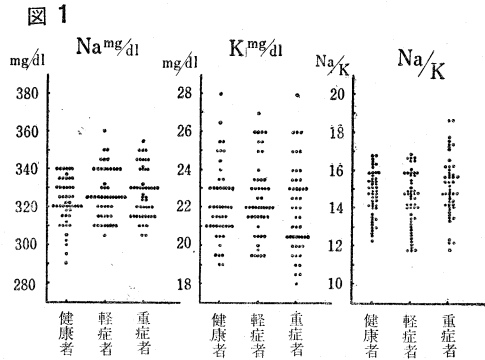 図 1
Na mg/dl
K mg/dl
Na/K
mg/dl
380
360
340
320
300
280
mg/dl
28
26
24
22
20
18
Na/K
20
18
16
14
12
10
健康者
軽症者
重症者
健康者
軽症者
重症者
健康者
軽症者
重症者